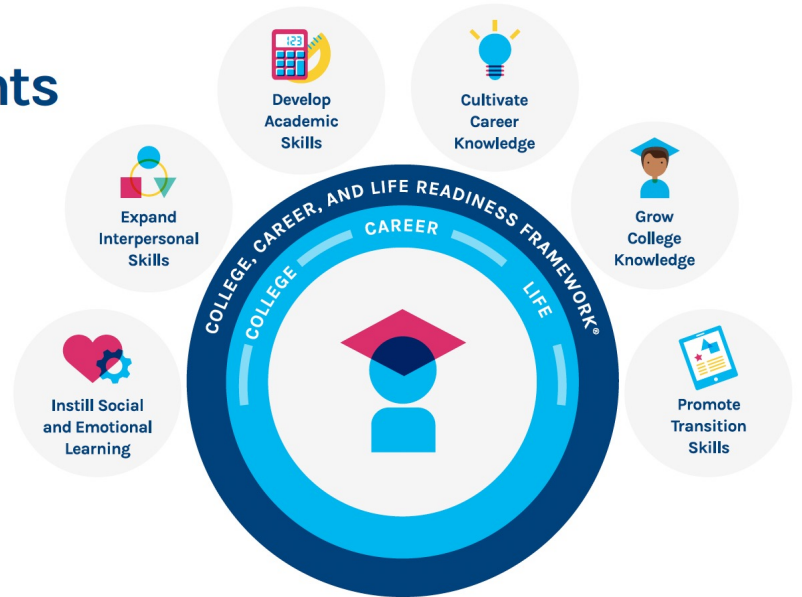 Develop
Academic
Skills
123
Cultivate
Career
Knowledge
Expand
Interpersonal
Skills
Grow
College
Knowledge
Instill Social
and Emotional
Learning
Promote
Transition
Skills
COLLEGE, CAREER, AND LIFE READINESS FRAMEWORK®
COLLEGE
CAREER
LIFE